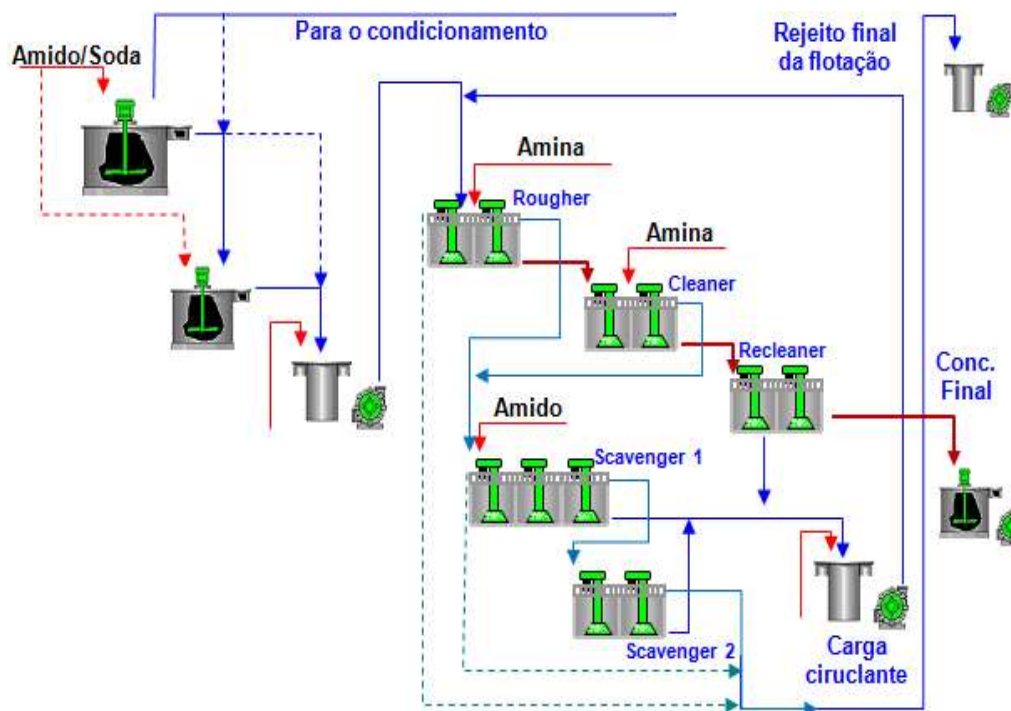 Para o condicionamento
Rejeito final
da flotação
Amido/Soda
Amina
Rougher
Amina
Cleaner
Recleaner
Conc.
Final
Amido
Scavenger 1
Scavenger 2
Carga
ciruclante